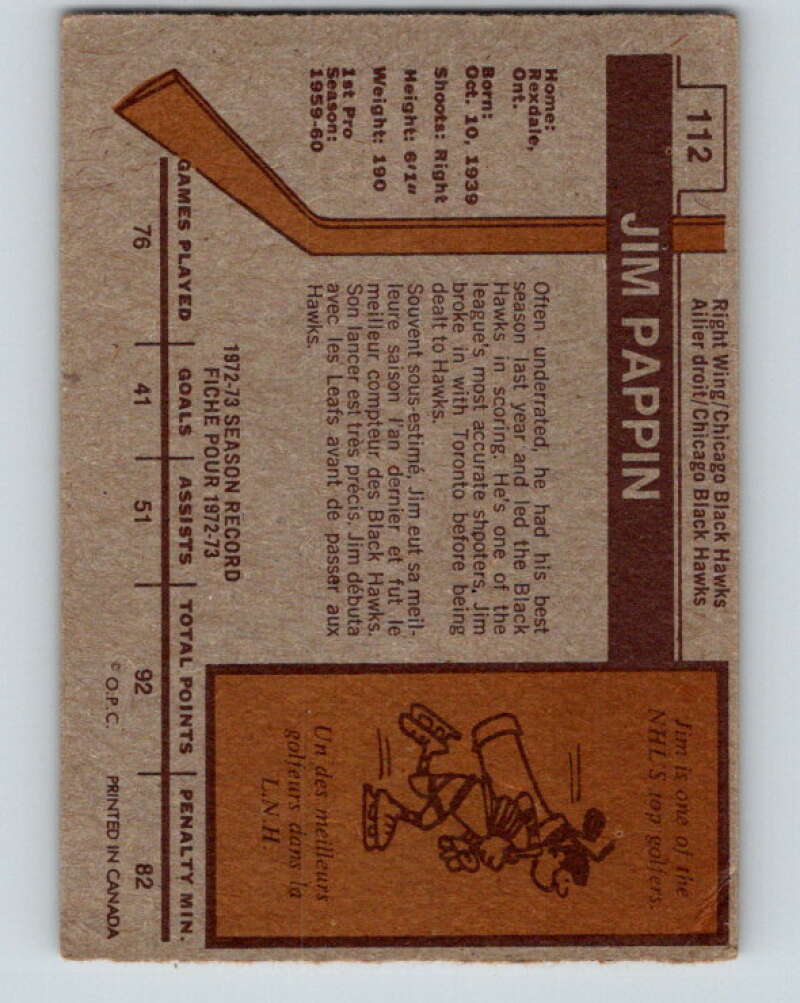 112
Right Wing/Chicago Black Hawks
Ailier droit/Chicago Black Hawks
JIM PAPPIN
Home:
Rexdale,
Ont.
Born:
Oct. 10, 1939
Shoots: Right
Height: 6'1"
Weight: 190
1st Pro
Season:
1959-60
Often underrated, he had his best
season last year and led the Black
Hawks in scoring. He's one of the
league's most accurate shooters. Jim
broke in with Toronto before being
dealt to Hawks.
Souvent sous-estimé, Jim eut sa meil-
leure saison l'an dernier et fut le
meilleur compteur des Black Hawks.
Son lancer est très précis. Jim débuta
avec les Leafs avant de passer aux
Hawks.
Jim is one of the
NHL'S top golfers.
Un des meilleurs
golfeurs dans la
L.N.H.
1972-73 SEASON RECORD
FICHE POUR 1972-73
GAMES PLAYED GOALS ASSISTS TOTAL POINTS PENALTY MIN.
76 41 51 92 82
© O.P.C. PRINTED IN CANADA